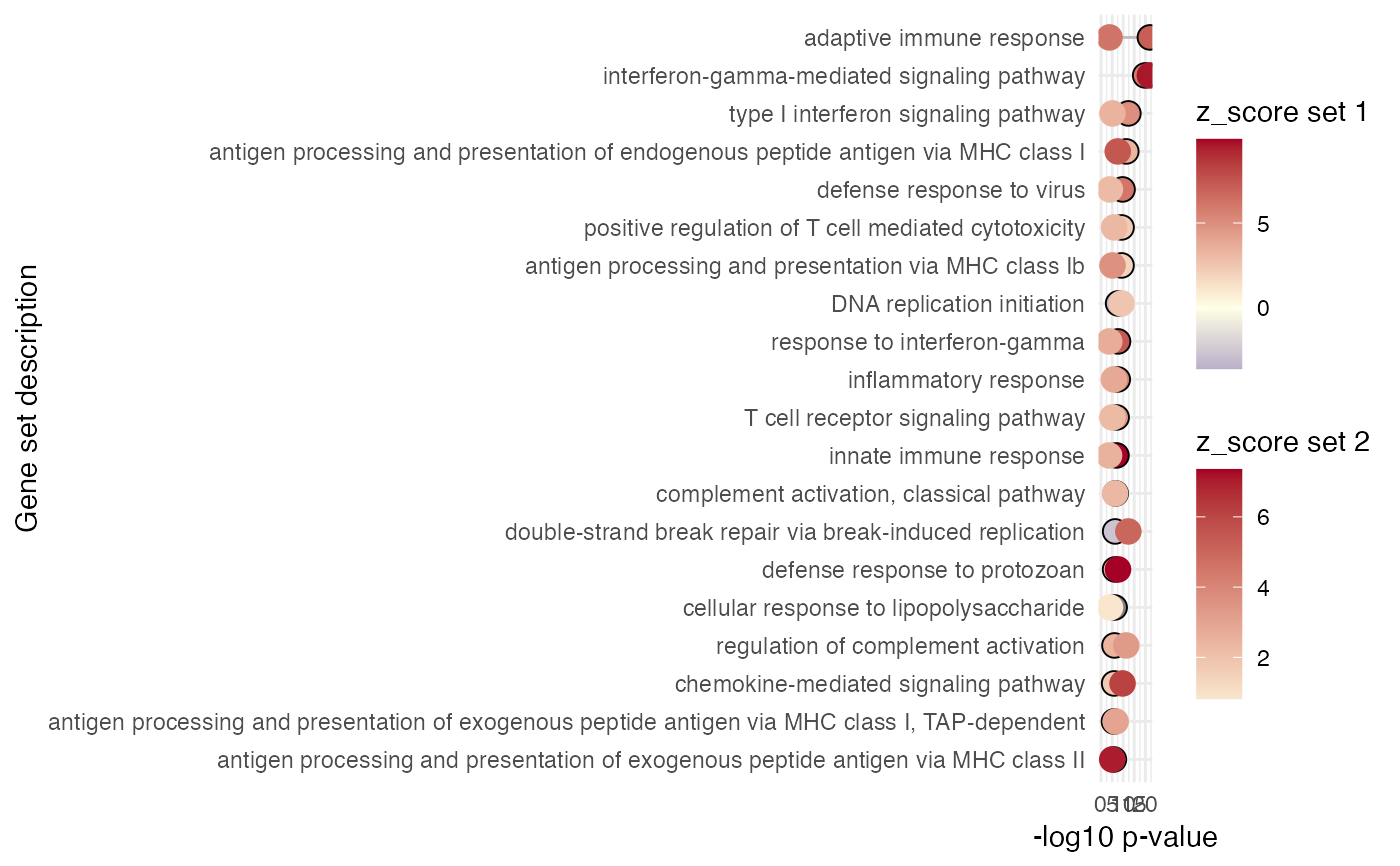 adaptive immune response
interferon-gamma-mediated signaling pathway
type I interferon signaling pathway
antigen processing and presentation of endogenous peptide antigen via MHC class I
defense response to virus
positive regulation of T cell mediated cytotoxicity
antigen processing and presentation via MHC class Ib
DNA replication initiation
response to interferon-gamma
inflammatory response
T cell receptor signaling pathway
innate immune response
complement activation, classical pathway
double-strand break repair via break-induced replication
defense response to protozoan
cellular response to lipopolysaccharide
regulation of complement activation
chemokine-mediated signaling pathway
antigen processing and presentation of exogenous peptide antigen via MHC class I, TAP-dependent
antigen processing and presentation of exogenous peptide antigen via MHC class II
Gene set description
0 5 10 15 20
-log10 p-value
z_score set 1
5
0
z_score set 2
6
4
2